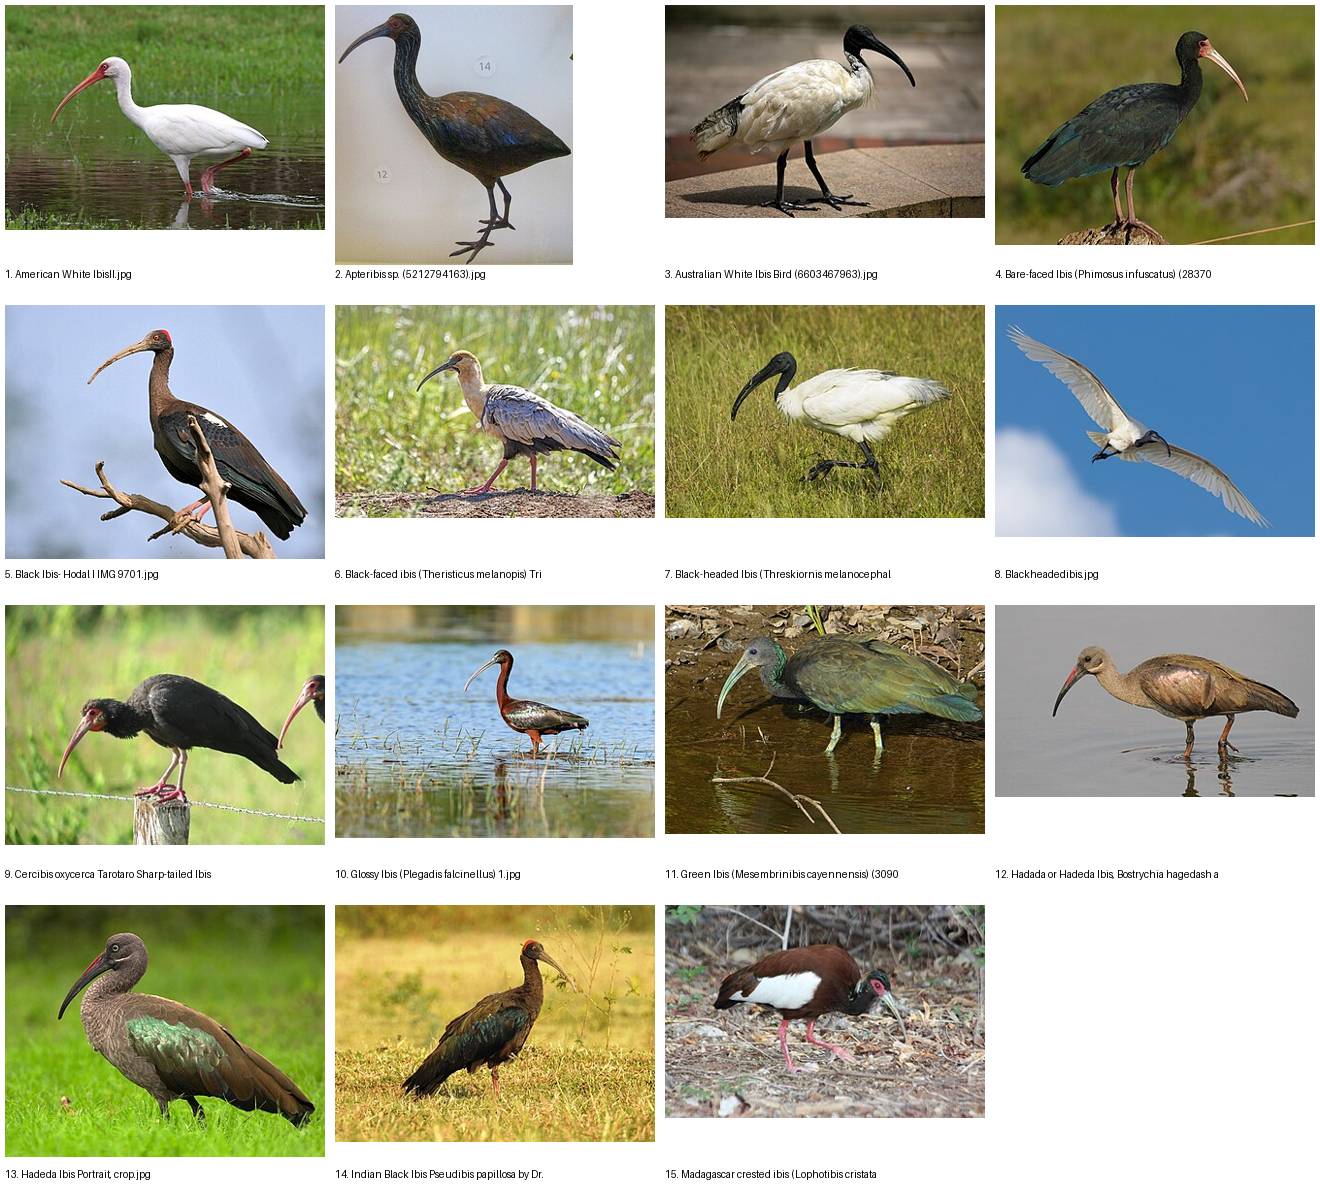 14
12
1. American White IbisII.jpg
2. Apteribis sp. (5212794163).jpg
3. Australian White Ibis Bird (6603467963).jpg
4. Bare-faced Ibis (Phimosus infuscatus) (28370
5. Black Ibis- Hodal I IMG 9701.jpg
6. Black-faced ibis (Theristicus melanopis) Tri
7. Black-headed Ibis (Threskiornis melanocephal
8. Blackheadedibis.jpg
9. Cercibis oxycerca Tarotaro Sharp-tailed Ibis
10. Glossy Ibis (Plegadis falcinellus) 1.jpg
11. Green Ibis (Mesembrinibis cayennensis) (3090
12. Hadada or Hadeda Ibis, Bostrychia hagedash a
13. Hadeda Ibis Portrait, crop.jpg
14. Indian Black Ibis Pseudibis papillosa by Dr.
15. Madagascar crested ibis (Lophotibis cristata